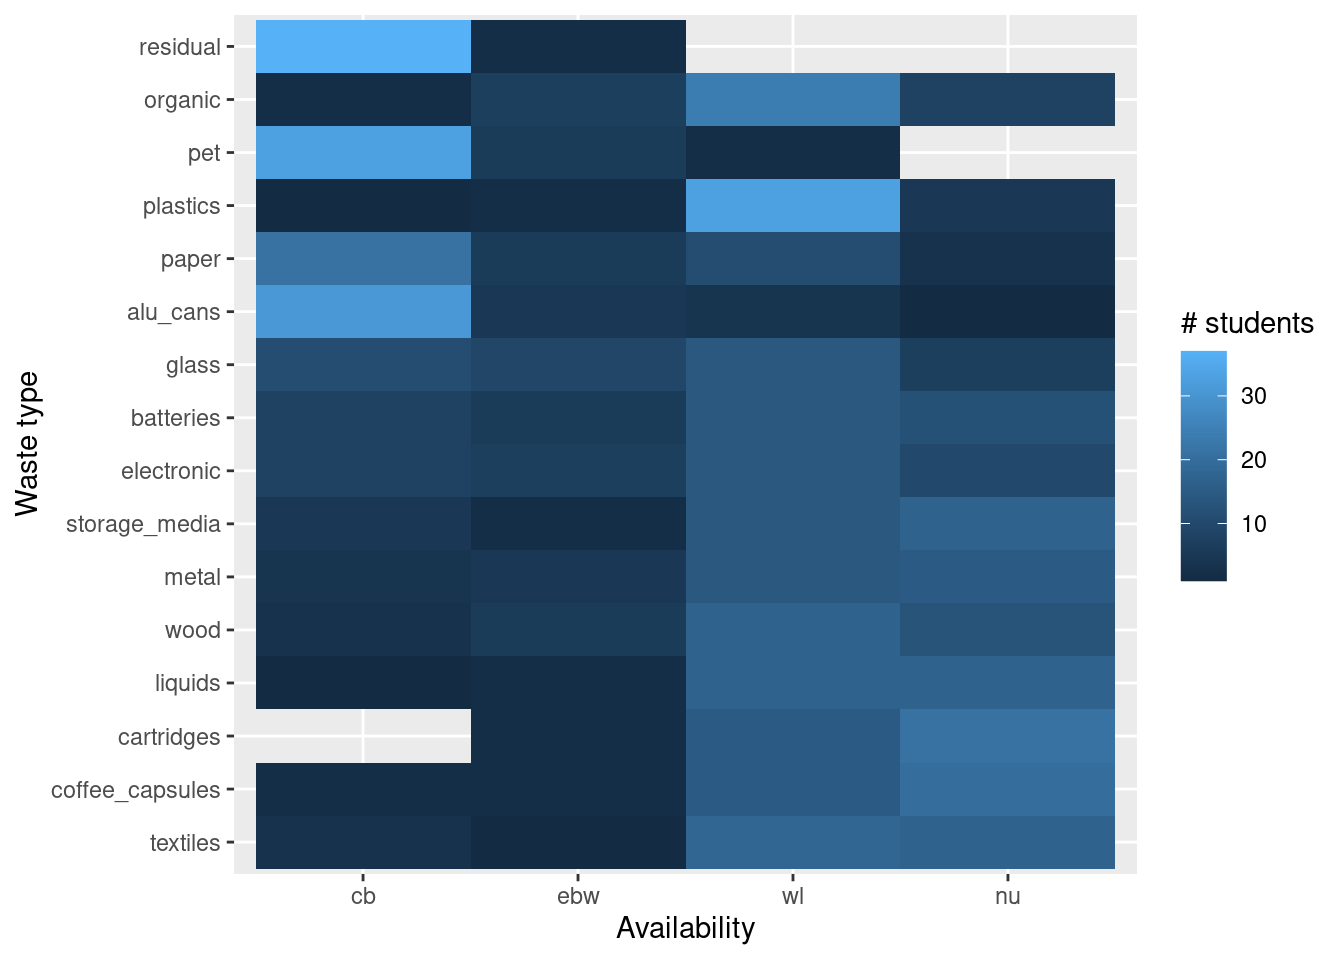 residual
organic
pet
plastics
paper
alu_cans
glass
batteries
electronic
storage_media
metal
wood
liquids
cartridges
coffee_capsules
textiles
Waste type
cb ebw wl nu
Availability
# students
30
20
10